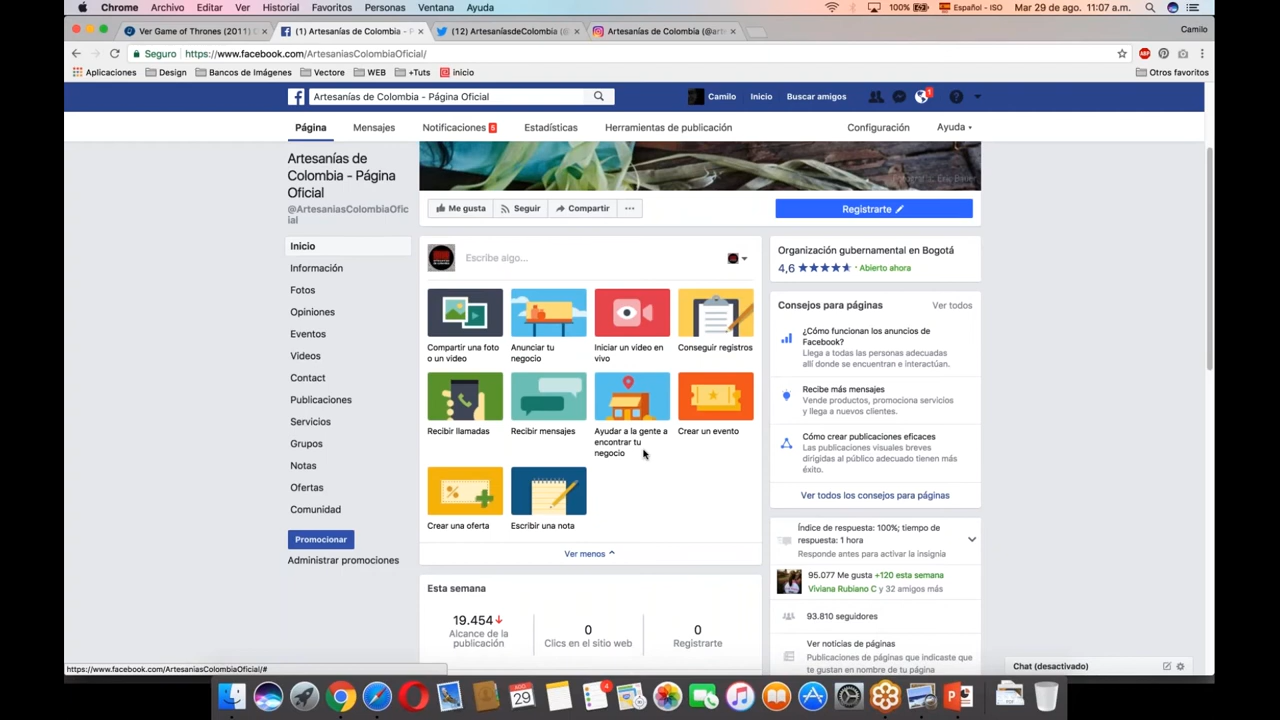 Chrome Archivo Editar Ver Historial Favoritos Personas Ventana Ayuda 100% Español - ISO Mar 29 de ago. 11:07 a.m.
Ver Game of Thrones (2011) (1) Artesanías de Colombia - P (12) ArteseníasdeColombia (@ Artesanías de Colombia (@art Camilo
Seguro https://www.facebook.com/ArtesaniasColombiaOficial/
Aplicaciones Design Bancos de Imágenes Vectore WEB +Tuts inicio Otros favoritos
Artesanías de Colombia - Página Oficial Camilo Inicio Buscar amigos 1
Página Mensajes Notificaciones 5 Estadísticas Herramientas de publicación Configuración Ayuda
Artesanías de
Colombia - Página
Oficial
@ArtesaniasColombiaOfic
ial
Eric Bauer
Me gusta Seguir Compartir ··· Registrarte
Inicio
Información
Fotos
Opiniones
Eventos
Videos
Contact
Publicaciones
Servicios
Grupos
Notas
Ofertas
Comunidad
Promocionar
Administrar promociones
Escribe algo...
Compartir una foto
o un video
Anunciar tu
negocio
Iniciar un video en
vivo
Conseguir registros
Recibir llamadas
Recibir mensajes
Ayudar a la gente a
encontrar tu
negocio
Crear un evento
Crear una oferta
Escribir una nota
Ver menos
Esta semana
19.454
Alcance de la
publicación
0
Clics en el sitio web
0
Registrarte
Organización gubernamental en Bogotá
4,6 · Abierto ahora
Consejos para páginas Ver todos
¿Cómo funcionan los anuncios de
Facebook?
Llega a todas las personas adecuadas
allí donde se encuentran e interactúan.
Recibe más mensajes
Vende productos, promociona servicios
y llega a nuevos clientes.
Cómo crear publicaciones eficaces
Las publicaciones visuales breves
dirigidas al público adecuado tienen más
éxito.
Ver todos los consejos para páginas
Índice de respuesta: 100%; tiempo de
respuesta: 1 hora
Responde antes para activar la insignia
95.077 Me gusta +120 esta semana
Viviana Rubiano C y 32 amigos más
93.810 seguidores
Ver noticias de páginas
Publicaciones de páginas que indicaste que
te gustan en nombre de tu página
Chat (desactivado)
https://www.facebook.com/ArtesaniasColombiaOficial/#
29
4